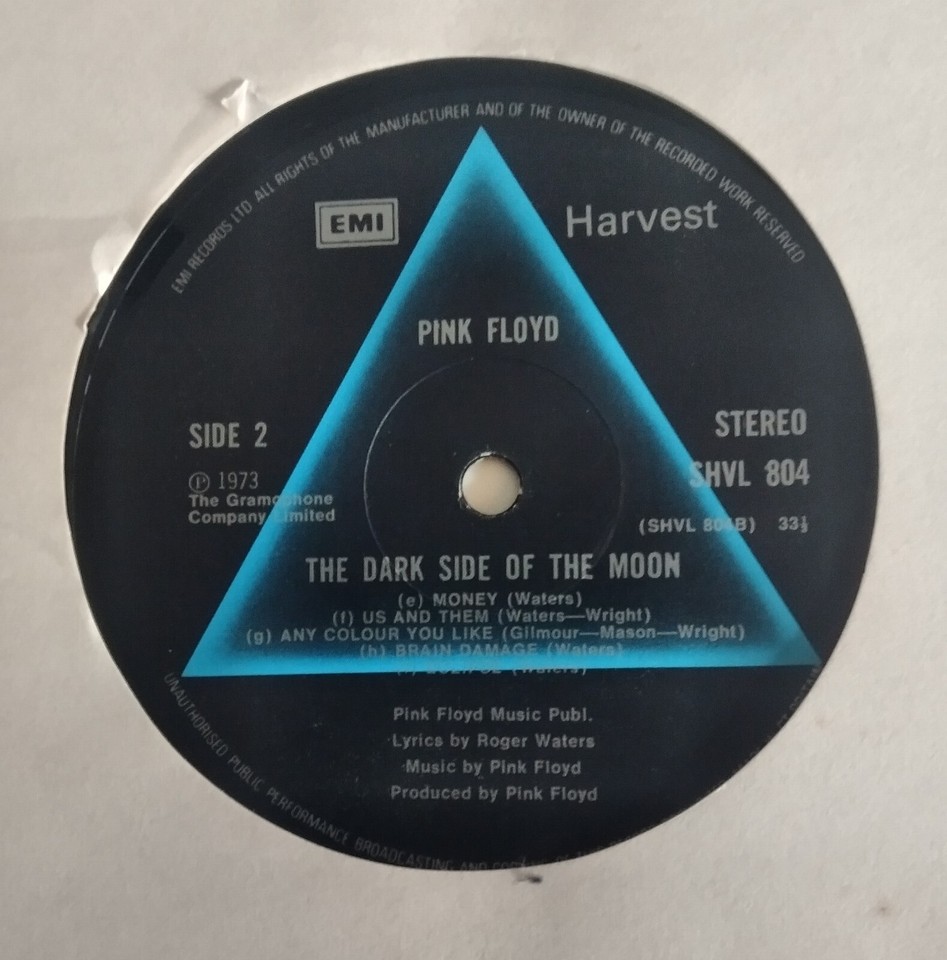 EMI RECORDS LTD ALL RIGHTS OF THE MANUFACTURER AND OF THE OWNER OF THE RECORDED WORK RESERVED
EMI
Harvest
PINK FLOYD
SIDE 2
STEREO
℗ 1973
SHVL 804
The Gramophone
Company Limited
(SHVL 804B) 33⅓
THE DARK SIDE OF THE MOON
(e) MONEY (Waters)
(f) US AND THEM (Waters—Wright)
(g) ANY COLOUR YOU LIKE (Gilmour—Mason—Wright)
(h) BRAIN DAMAGE (Waters)
(Waters)
Pink Floyd Music Publ.
Lyrics by Roger Waters
Music by Pink Floyd
Produced by Pink Floyd
UNAUTHORISED PUBLIC PERFORMANCE BROADCASTING AND